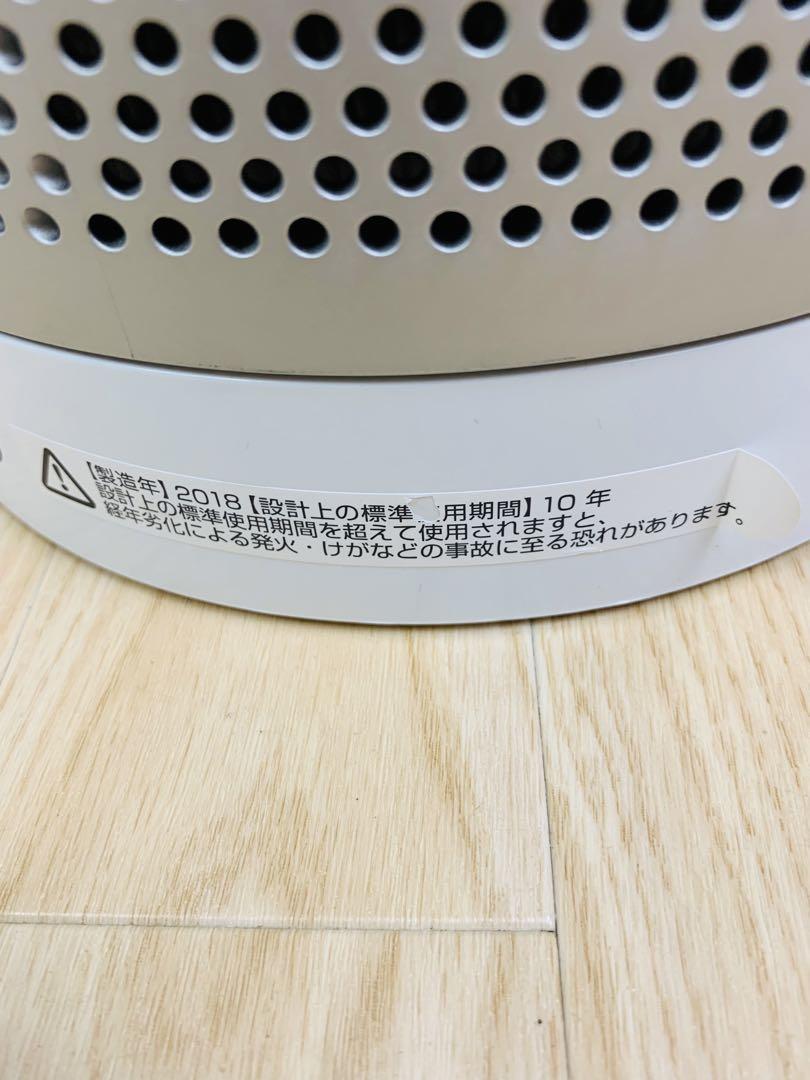 【製造年】2018【設計上の標準 用期間】10 年
設計上の標準使用期間を超えて使用されますと、
経年劣化による発火・けがなどの事故に至る恐れがあります。